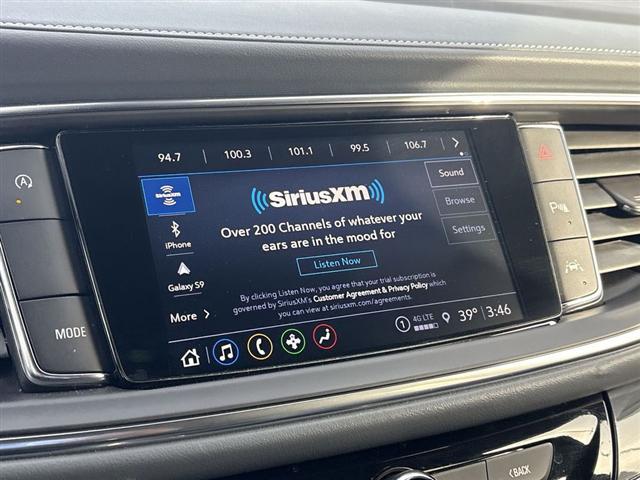 94.7 100.3 101.1 99.5 106.7
SiriusXM
SiriusXM
Sound
Over 200 Channels of whatever your
ears are in the mood for
Browse
iPhone
Settings
Listen Now
Galaxy S9
By clicking Listen Now, you agree that your trial subscription is
governed by SiriusXM's Customer Agreement & Privacy Policy which
you can view at siriusxm.com/agreements.
More
1 4G LTE 39° 3:46
A
MODE
P
BACK